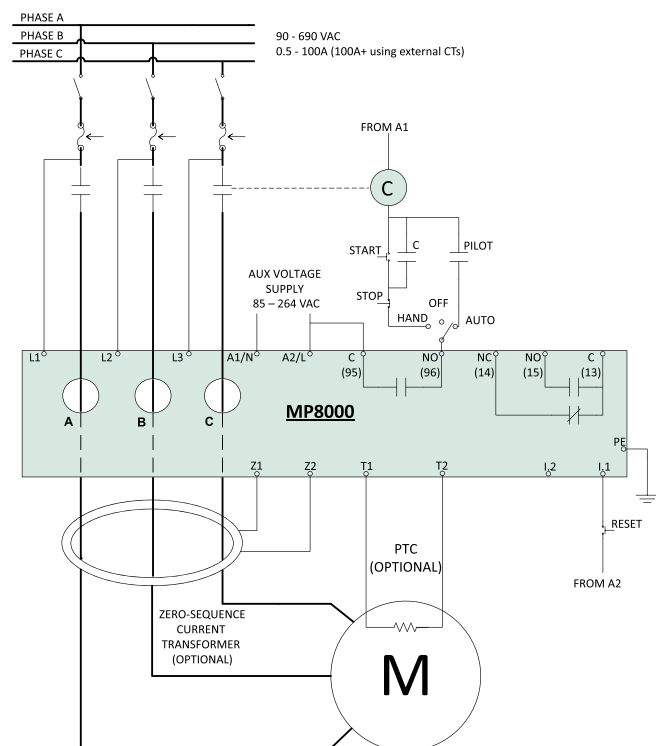 PHASE A
PHASE B
PHASE C
90 - 690 VAC
0.5 - 100A (100A+ using external CTs)
FROM A1
C
START
C
PILOT
STOP
OFF
HAND
AUTO
AUX VOLTAGE
SUPPLY
85 – 264 VAC
L1
L2
L3
A1/N
A2/L
C
(95)
NO
(96)
NC
(14)
NO
(15)
C
(13)
A
B
C
MP8000
PE
Z1
Z2
T1
T2
I.2
I.1
RESET
FROM A2
PTC
(OPTIONAL)
ZERO-SEQUENCE
CURRENT
TRANSFORMER
(OPTIONAL)
M